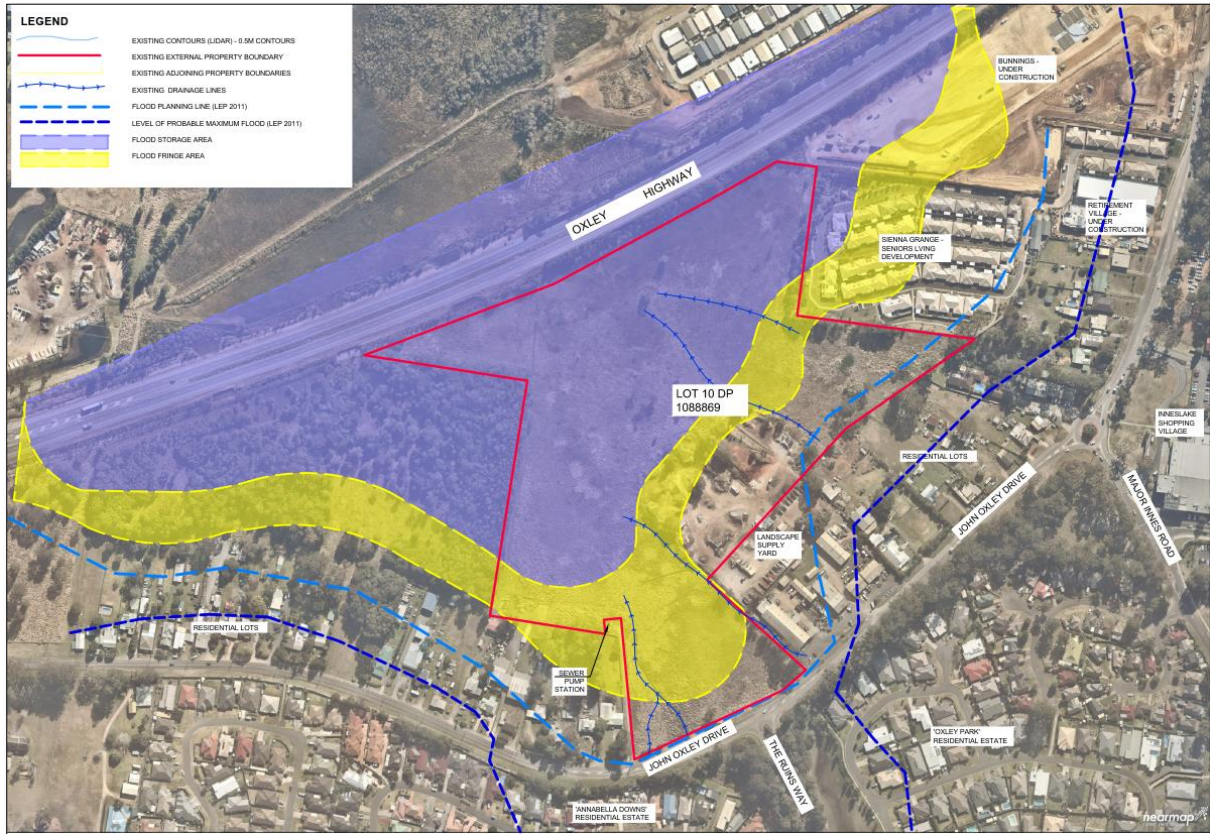 LEGEND
EXISTING CONTOURS (LIDAR) - 0.5M CONTOURS
EXISTING EXTERNAL PROPERTY BOUNDARY
EXISTING ADJOINING PROPERTY BOUNDARIES
EXISTING DRAINAGE LINES
FLOOD PLANNING LINE (LEP 2011)
LEVEL OF PROBABLE MAXIMUM FLOOD (LEP 2011)
FLOOD STORAGE AREA
FLOOD FRINGE AREA
BUNNINGS -
UNDER
CONSTRUCTION
OXLEY HIGHWAY
RETIREMENT
VILLAGE -
UNDER
CONSTRUCTION
SIENNA GRANGE -
SENIORS LVING
DEVELOPMENT
LOT 10 DP
1088869
INNESLAKE
SHOPPING
VILLAGE
RESIDENTIAL LOTS
JOHN OXLEY DRIVE
MAJOR INNES ROAD
LANDSCAPE
SUPPLY
YARD
RESIDENTIAL LOTS
SEWER
PUMP
STATION
JOHN OXLEY DRIVE
THE RUINS WAY
'OXLEY PARK'
RESIDENTIAL ESTATE
'ANNABELLA DOWNS'
RESIDENTIAL ESTATE
nearmap